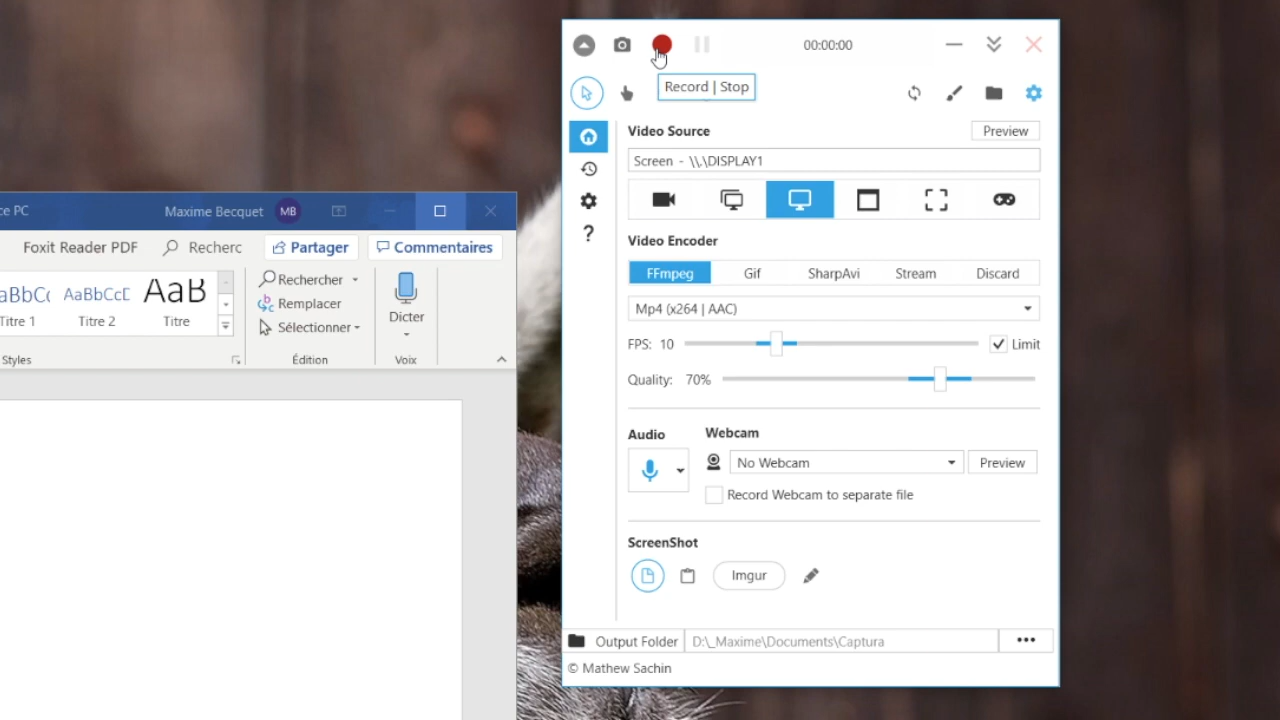 ce PC
Maxime Becquet MB
Foxit Reader PDF Recherc Partager Commentaires
aBbCc AaBbCcD AaB
Titre 1 Titre 2 Titre
Styles
Rechercher
Remplacer
Sélectionner
Édition
Dicter
Voix
00:00:00
Record | Stop
Video Source Preview
Screen - \\.\DISPLAY1
Video Encoder
FFmpeg Gif SharpAvi Stream Discard
Mp4 (x264 | AAC)
FPS: 10 Limit
Quality: 70%
Audio Webcam
No Webcam Preview
Record Webcam to separate file
ScreenShot
Imgur
Output Folder D:\_Maxime\Documents\Captura •••
© Mathew Sachin